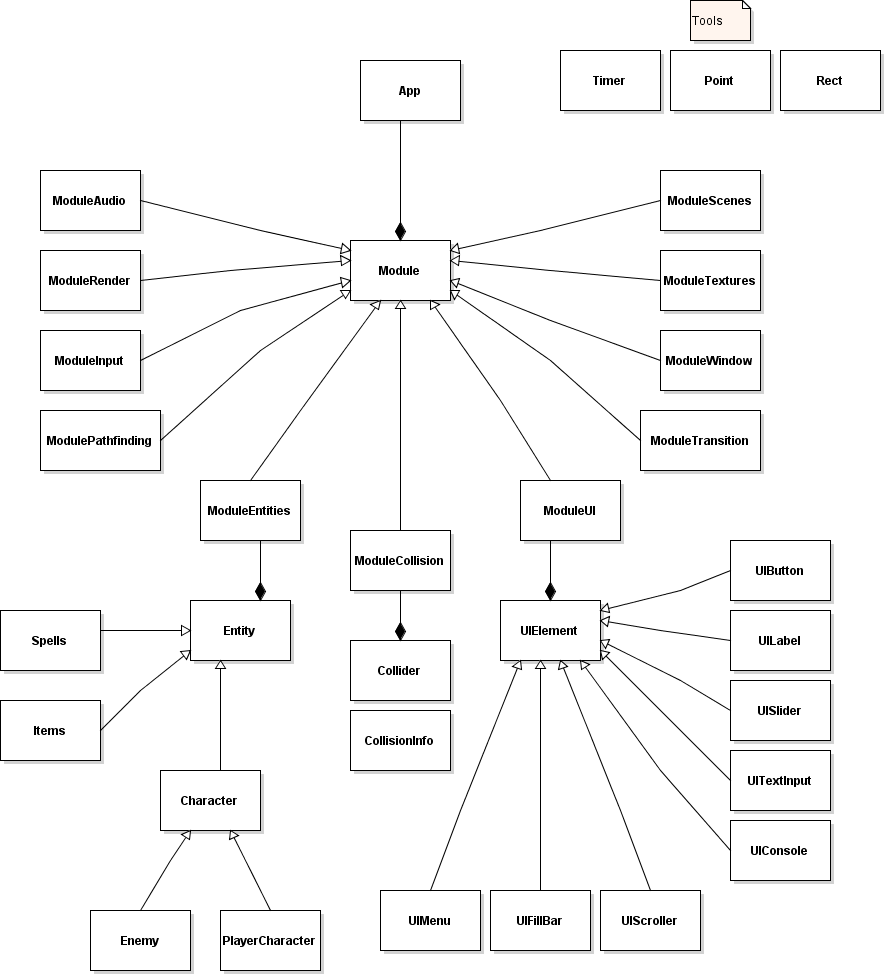 Tools
Timer
Point
Rect
App
ModuleAudio
ModuleScenes
Module
ModuleRender
ModuleTextures
ModuleInput
ModuleWindow
ModulePathfinding
ModuleTransition
ModuleEntities
ModuleUI
ModuleCollision
UIButton
Spells
Entity
UIElement
UILabel
Collider
UISlider
Items
CollisionInfo
UITextInput
Character
UIConsole
UIMenu
UIFillBar
UIScroller
Enemy
PlayerCharacter